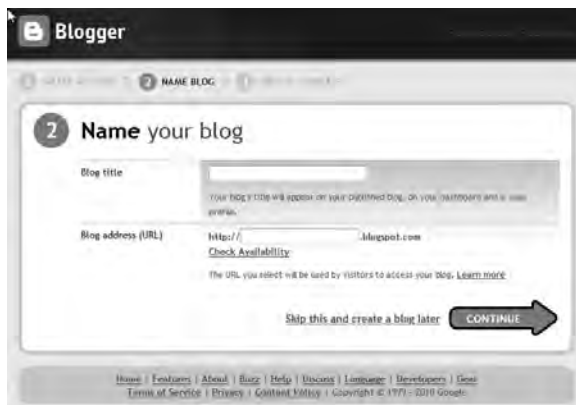 Blogger
2 NAME BLOG
2 Name your blog
Blog title
Your blog's title will appear on your published blog, on your dashboard and in your profile.
Blog address (URL) http:// .blogspot.com
Check Availability
The URL you select will be used by visitors to access your blog. Learn more
Skip this and create a blog later CONTINUE
Home | Features | About | Buzz | Help | Discuss | Language | Developers | Gear
Terms of Service | Privacy | Content Policy | Copyright © 1999 - 2010 Google